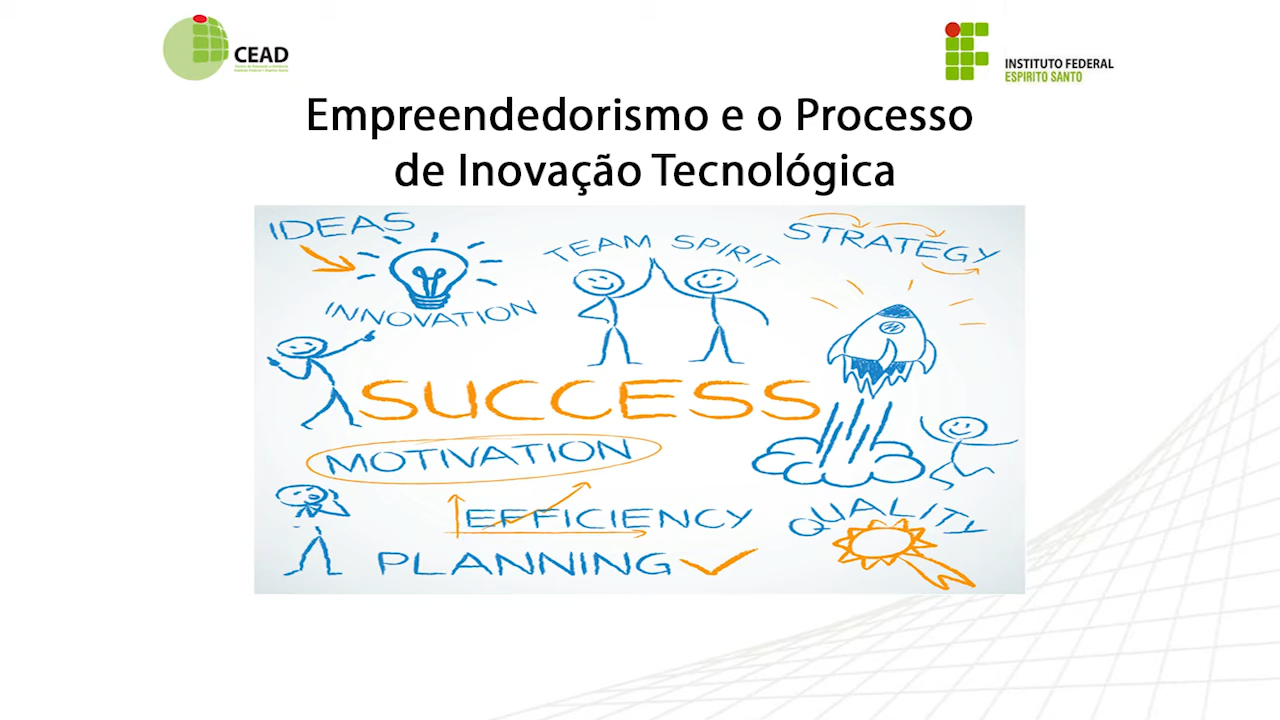 CEAD
INSTITUTO FEDERAL
ESPÍRITO SANTO
Empreendedorismo e o Processo
de Inovação Tecnológica
IDEAS
TEAM SPIRIT
STRATEGY
INNOVATION
SUCCESS
MOTIVATION
EFFICIENCY
QUALITY
PLANNING